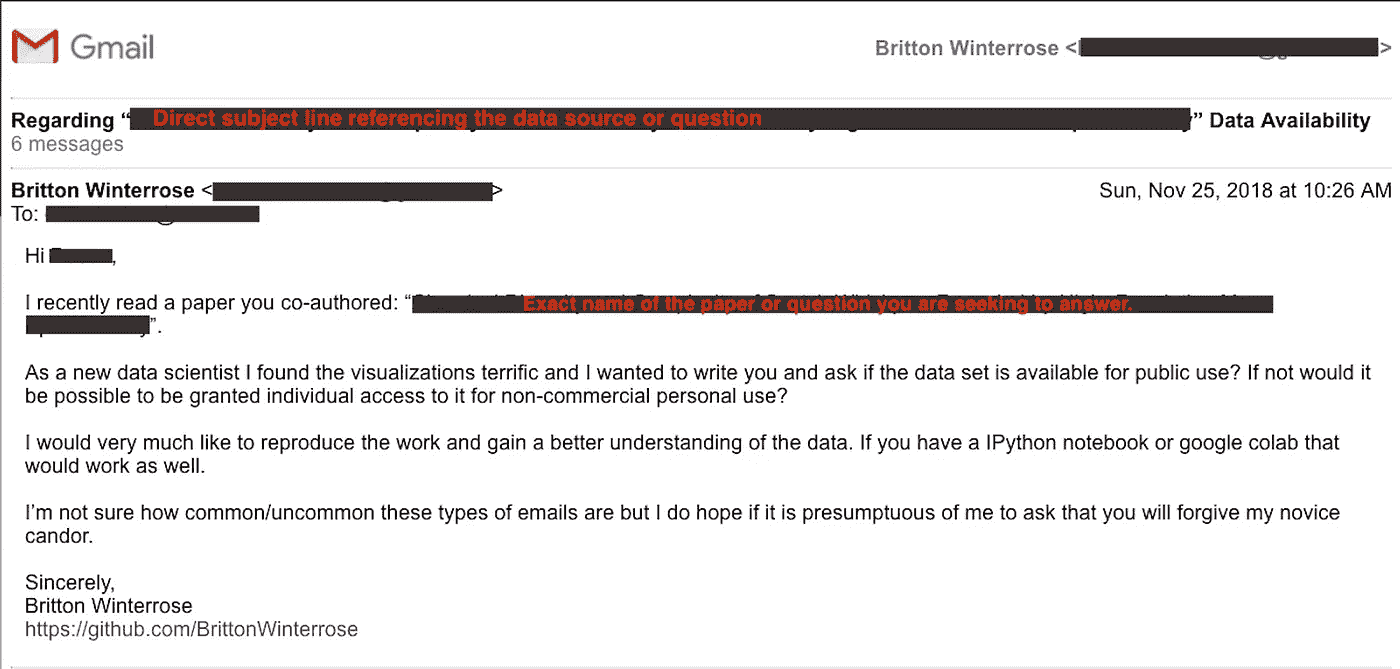 Gmail
Britton Winterrose < >
Regarding “ Direct subject line referencing the data source or question ” Data Availability
6 messages
Britton Winterrose < >
Sun, Nov 25, 2018 at 10:26 AM
To:
Hi ,
I recently read a paper you co-authored: “ Exact name of the paper or question you are seeking to answer.
”.
As a new data scientist I found the visualizations terrific and I wanted to write you and ask if the data set is available for public use? If not would it
be possible to be granted individual access to it for non-commercial personal use?
I would very much like to reproduce the work and gain a better understanding of the data. If you have a IPython notebook or google colab that
would work as well.
I’m not sure how common/uncommon these types of emails are but I do hope if it is presumptuous of me to ask that you will forgive my novice
candor.
Sincerely,
Britton Winterrose
https://github.com/BrittonWinterrose